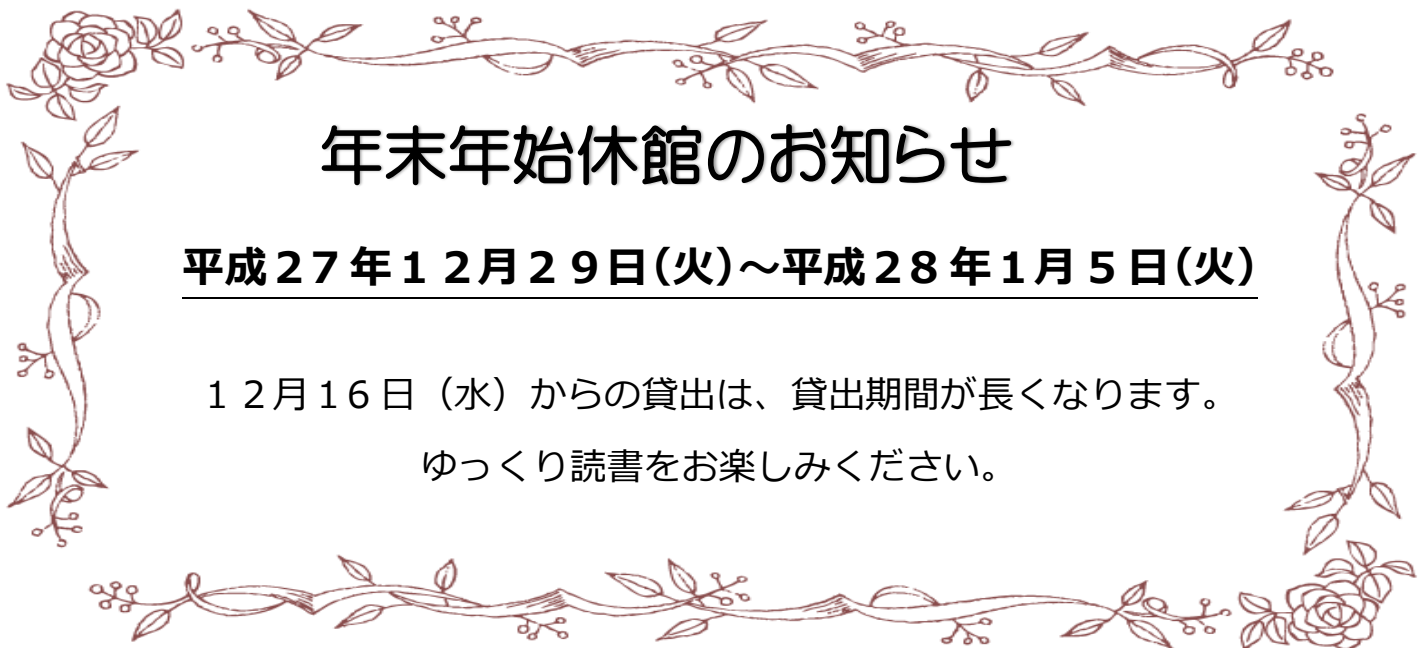 年末年始休館のお知らせ
平成２７年１２月２９日（火）～平成２８年１月５日（火）
１２月１６日（水）からの貸出は、貸出期間が長くなります。
ゆっくり読書をお楽しみください。